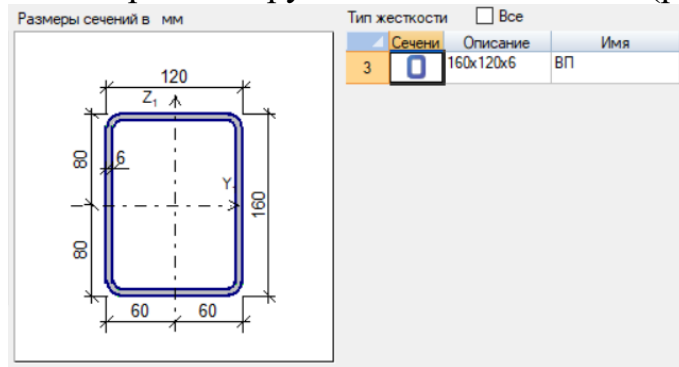 Размеры сечений в мм
Тип жесткости Все
Сечени Описание Имя
3 160x120x6 ВП
120
Z₁
80
6
Y
160
80
60 60